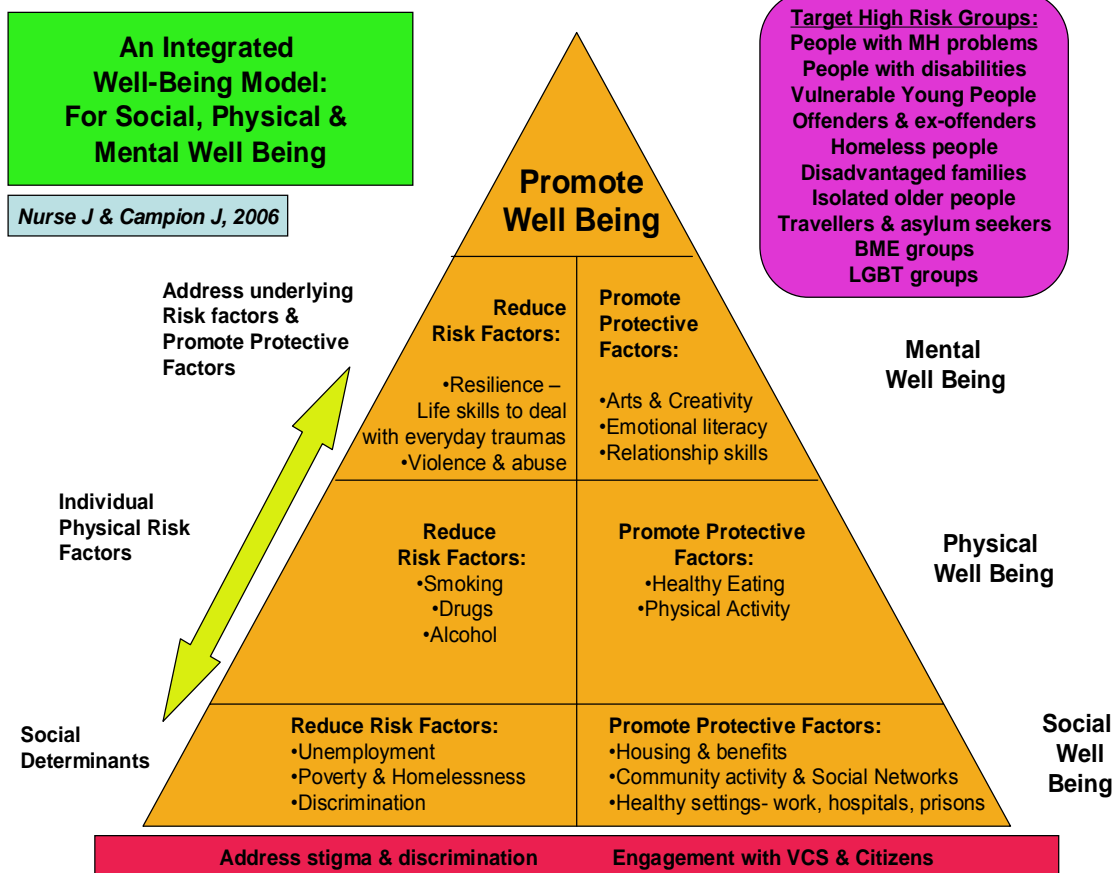 An Integrated
Well-Being Model:
For Social, Physical &
Mental Well Being
Nurse J & Campion J, 2006
Target High Risk Groups:
People with MH problems
People with disabilities
Vulnerable Young People
Offenders & ex-offenders
Homeless people
Disadvantaged families
Isolated older people
Travellers & asylum seekers
BME groups
LGBT groups
Promote
Well Being
Address underlying
Risk factors &
Promote Protective
Factors
Reduce
Risk Factors:
•Resilience –
Life skills to deal
with everyday traumas
•Violence & abuse
Promote
Protective
Factors:
•Arts & Creativity
•Emotional literacy
•Relationship skills
Mental
Well Being
Individual
Physical Risk
Factors
Reduce
Risk Factors:
•Smoking
•Drugs
•Alcohol
Promote Protective
Factors:
•Healthy Eating
•Physical Activity
Physical
Well Being
Social
Determinants
Reduce Risk Factors:
•Unemployment
•Poverty & Homelessness
•Discrimination
Promote Protective Factors:
•Housing & benefits
•Community activity & Social Networks
•Healthy settings- work, hospitals, prisons
Social
Well
Being
Address stigma & discrimination Engagement with VCS & Citizens